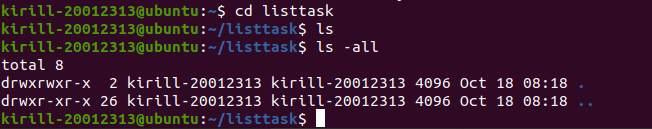 kirill-20012313@ubuntu:~$ cd listtask
kirill-20012313@ubuntu:~/listtask$ ls
kirill-20012313@ubuntu:~/listtask$ ls -all
total 8
drwxrwxr-x  2 kirill-20012313 kirill-20012313 4096 Oct 18 08:18 .
drwxr-xr-x 26 kirill-20012313 kirill-20012313 4096 Oct 18 08:18 ..
kirill-20012313@ubuntu:~/listtask$